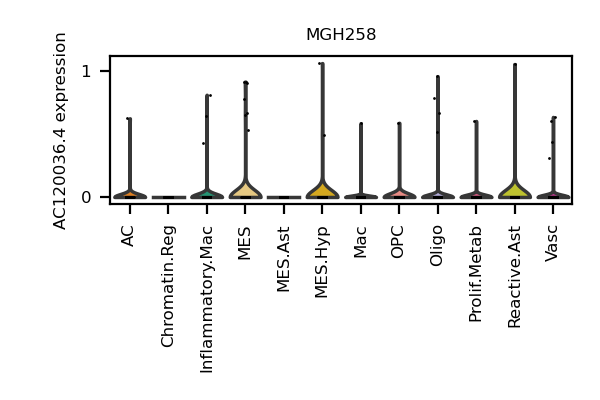 MGH258
AC120036.4 expression
1
0
AC
Chromatin.Reg
Inflammatory.Mac
MES
MES.Ast
MES.Hyp
Mac
OPC
Oligo
Prolif.Metab
Reactive.Ast
Vasc